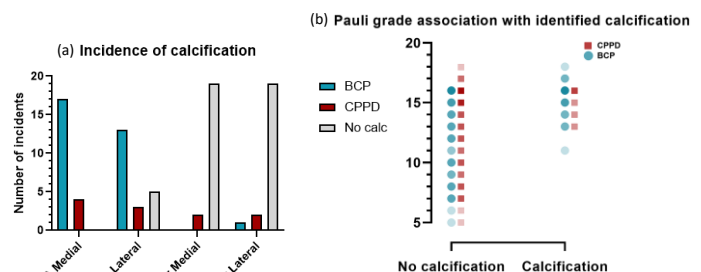 (a) Incidence of calcification
Number of incidents
20
15
10
5
0
Medial
Lateral
Medial
Lateral
BCP
CPPD
No calc
(b) Pauli grade association with identified calcification
20
15
10
5
CPPD
BCP
No calcification
Calcification